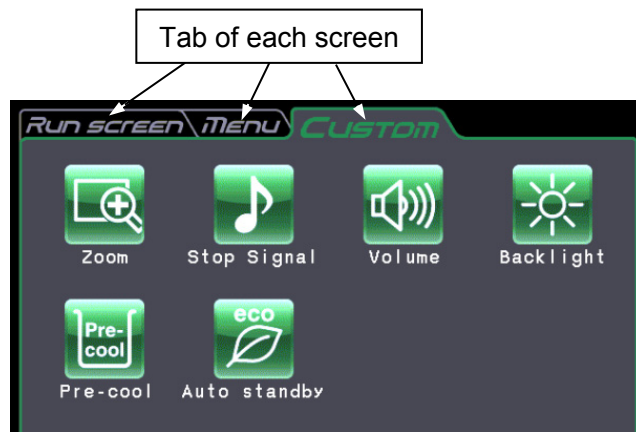 Tab of each screen
Run screen Menu Custom
Zoom Stop Signal Volume Backlight
Pre-
cool
eco
Pre-cool Auto standby